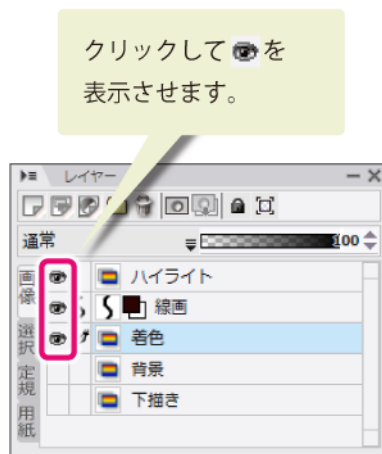 クリックして を
表示させます。
レイヤー
通常
100
画像
ハイライト
線画
選択
着色
定規
背景
用紙
下描き